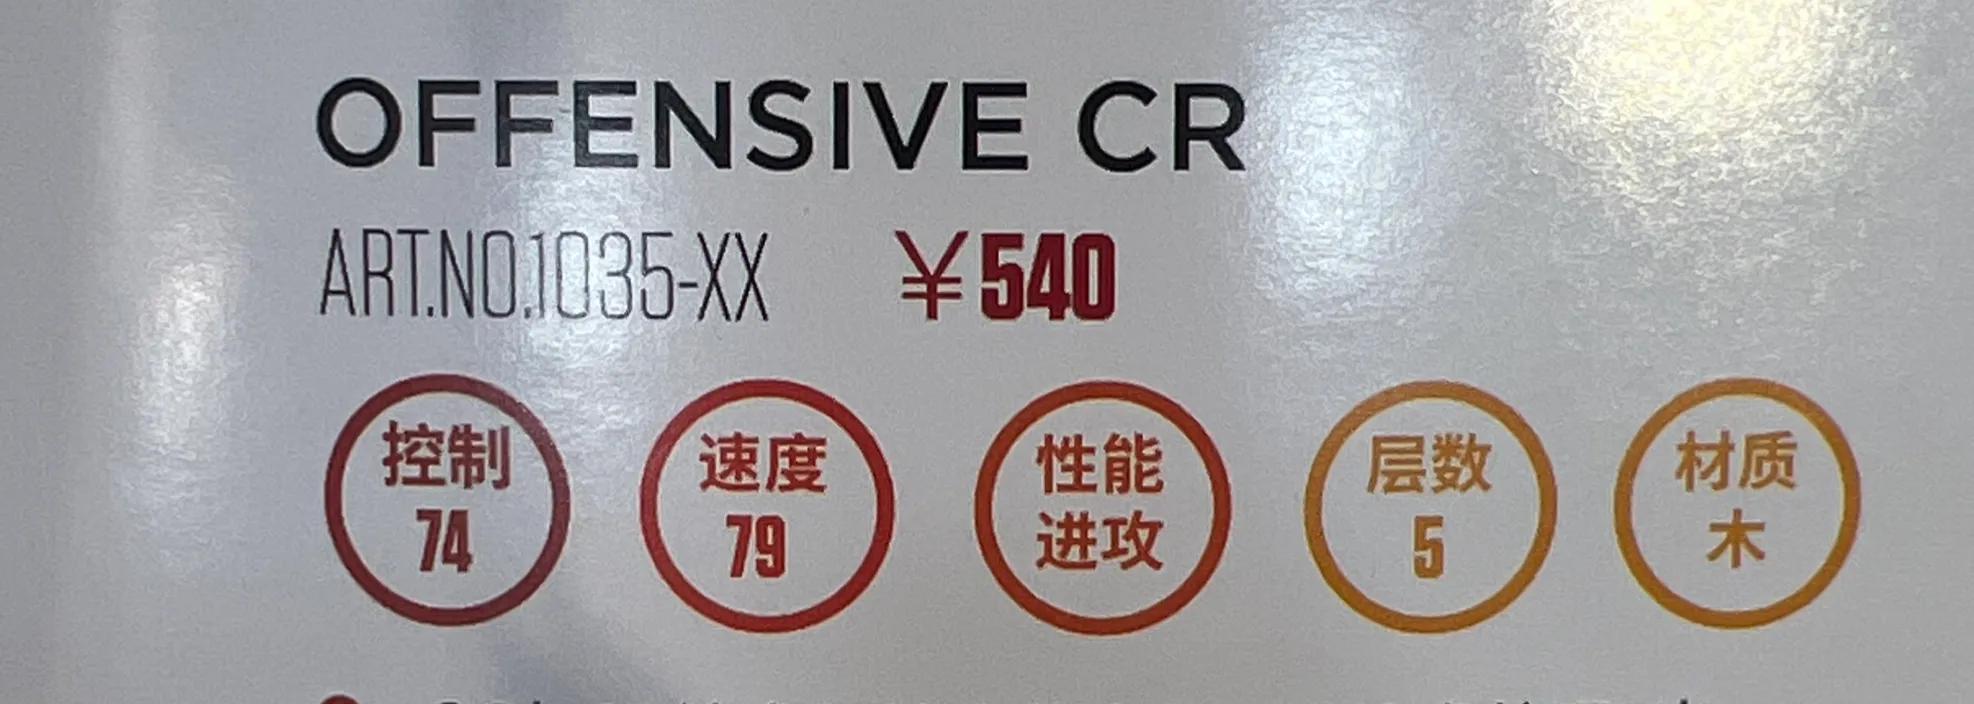 OFFENSIVE CR
ART.NO.1035-XX ¥540
控制 速度 性能 层数 材质
74 79 进攻 5 木